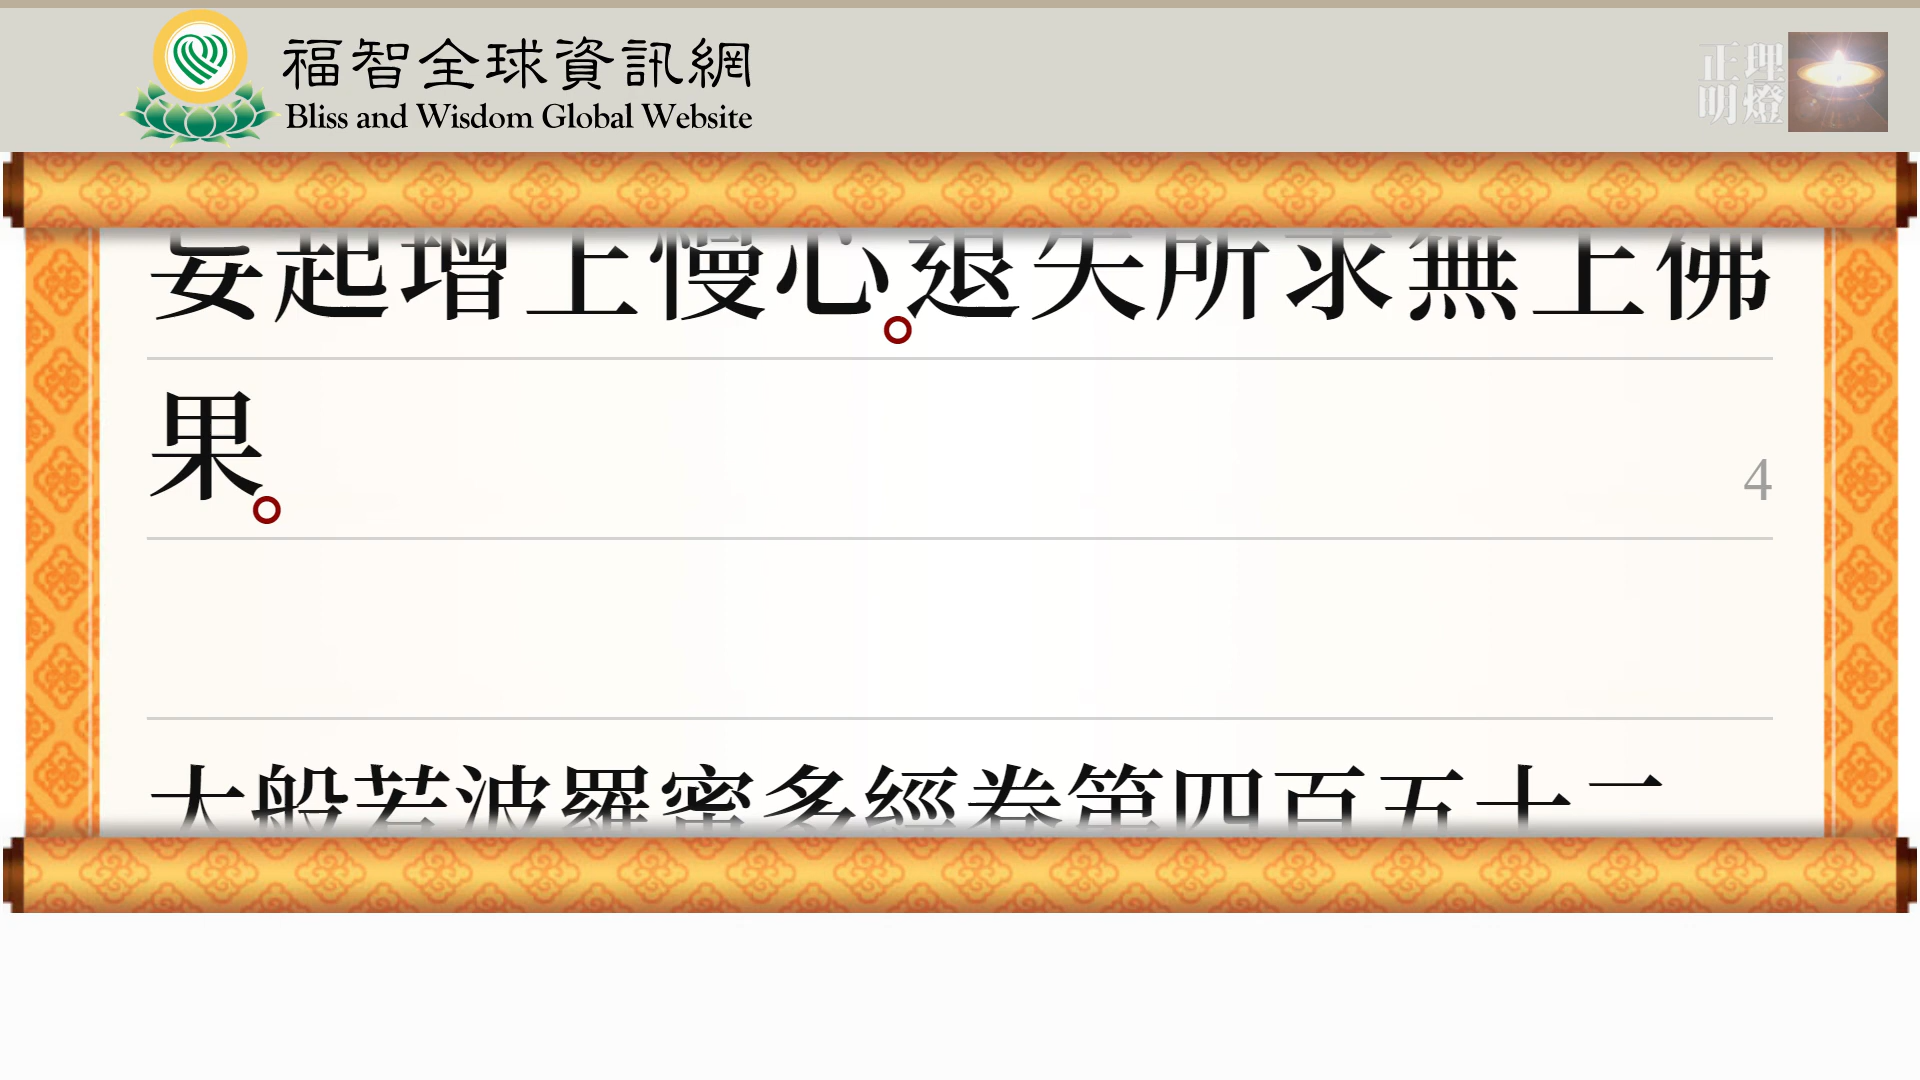 福智全球資訊網
Bliss and Wisdom Global Website
正理
明燈
妄起增上慢心。退失所求無上佛
果。
4
大般若波羅蜜多經卷第四百五十二